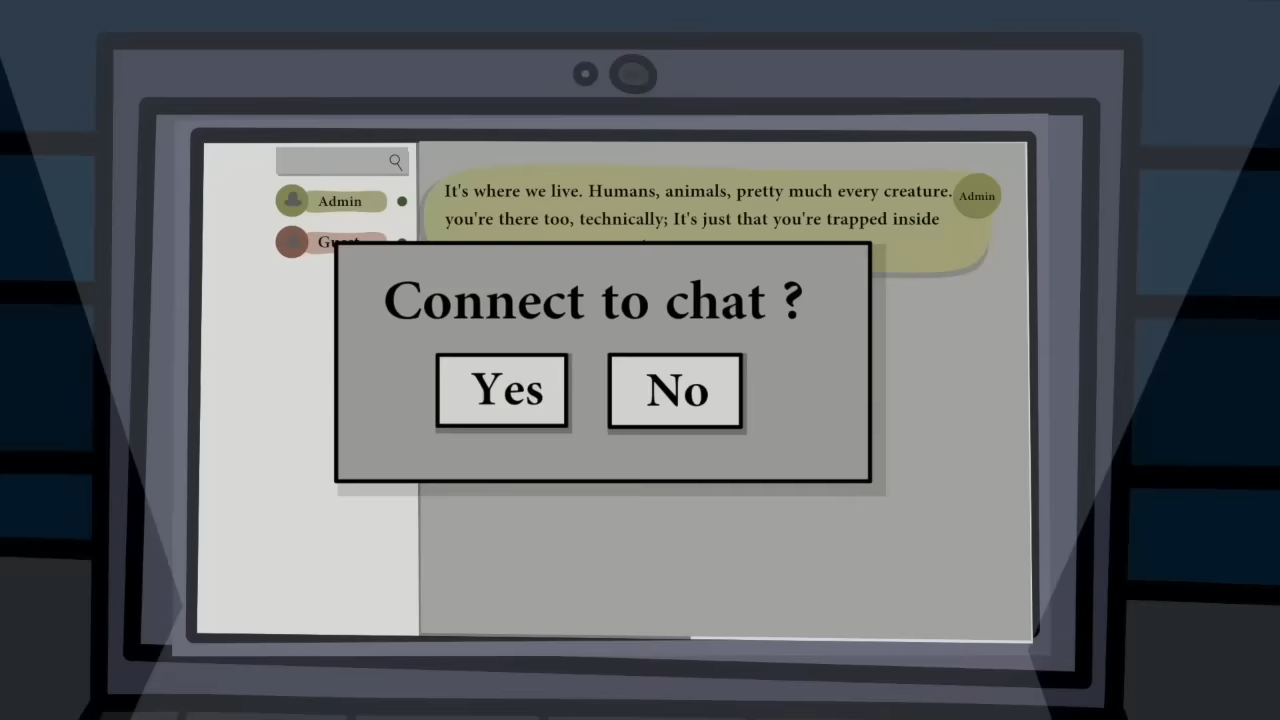 Admin
It's where we live. Humans, animals, pretty much every creature.
Admin
you're there too, technically; It's just that you're trapped inside
Connect to chat ?
Yes
No